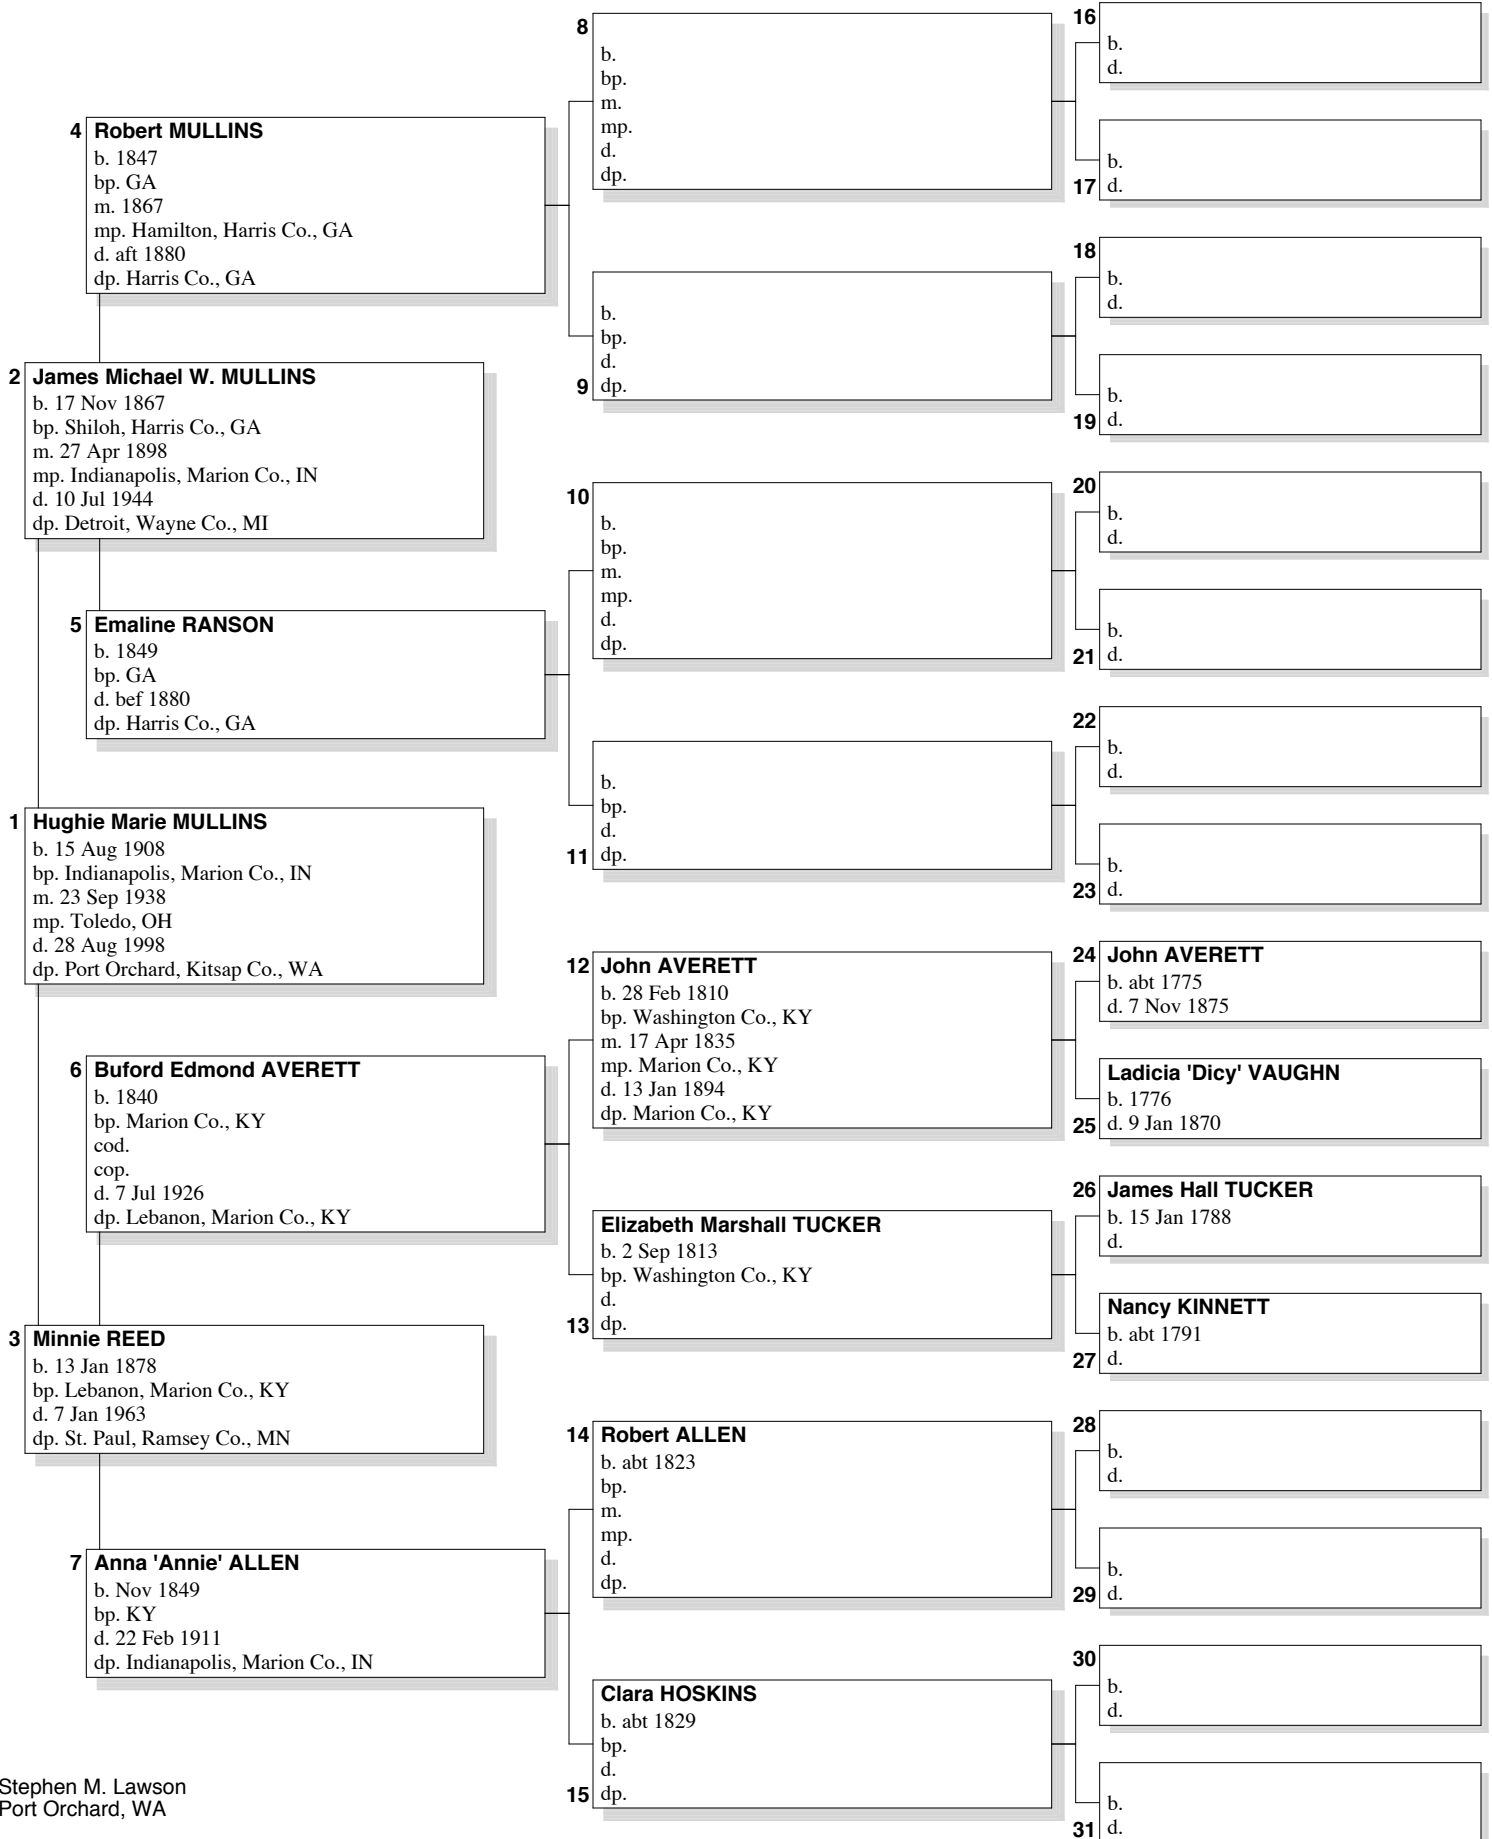 1 Hughie Marie MULLINS
b. 15 Aug 1908
bp. Indianapolis, Marion Co., IN
m. 23 Sep 1938
mp. Toledo, OH
d. 28 Aug 1998
dp. Port Orchard, Kitsap Co., WA
2 James Michael W. MULLINS
b. 17 Nov 1867
bp. Shiloh, Harris Co., GA
m. 27 Apr 1898
mp. Indianapolis, Marion Co., IN
d. 10 Jul 1944
dp. Detroit, Wayne Co., MI
3 Minnie REED
b. 13 Jan 1878
bp. Lebanon, Marion Co., KY
d. 7 Jan 1963
dp. St. Paul, Ramsey Co., MN
4 Robert MULLINS
b. 1847
bp. GA
m. 1867
mp. Hamilton, Harris Co., GA
d. aft 1880
dp. Harris Co., GA
5 Emaline RANSON
b. 1849
bp. GA
d. bef 1880
dp. Harris Co., GA
6 Buford Edmond AVERETT
b. 1840
bp. Marion Co., KY
cod.
cop.
d. 7 Jul 1926
dp. Lebanon, Marion Co., KY
7 Anna 'Annie' ALLEN
b. Nov 1849
bp. KY
d. 22 Feb 1911
dp. Indianapolis, Marion Co., IN
8
b.
bp.
m.
mp.
d.
dp.
b.
bp.
d.
9 dp.
10
b.
bp.
m.
mp.
d.
dp.
b.
bp.
d.
11 dp.
12 John AVERETT
b. 28 Feb 1810
bp. Washington Co., KY
m. 17 Apr 1835
mp. Marion Co., KY
d. 13 Jan 1894
dp. Marion Co., KY
Elizabeth Marshall TUCKER
b. 2 Sep 1813
bp. Washington Co., KY
d.
13 dp.
14 Robert ALLEN
b. abt 1823
bp.
m.
mp.
d.
dp.
Clara HOSKINS
b. abt 1829
bp.
d.
15 dp.
16
b.
d.
b.
17 d.
18
b.
d.
b.
19 d.
20
b.
d.
b.
21 d.
22
b.
d.
b.
23 d.
24 John AVERETT
b. abt 1775
d. 7 Nov 1875
Ladicia 'Dicy' VAUGHN
b. 1776
25 d. 9 Jan 1870
26 James Hall TUCKER
b. 15 Jan 1788
d.
Nancy KINNETT
b. abt 1791
27 d.
28
b.
d.
b.
29 d.
30
b.
d.
b.
31 d.
Stephen M. Lawson
Port Orchard, WA